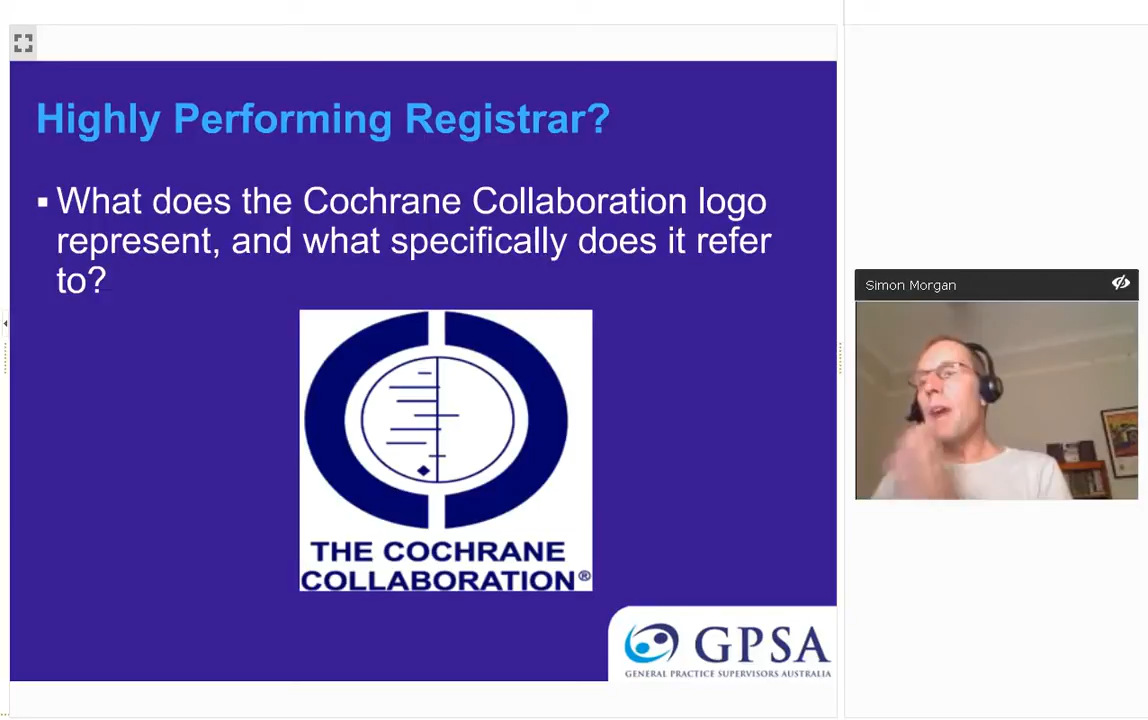 Highly Performing Registrar?
▪ What does the Cochrane Collaboration logo
represent, and what specifically does it refer
to?
THE COCHRANE
COLLABORATION®
GPSA
GENERAL PRACTICE SUPERVISORS AUSTRALIA
Simon Morgan